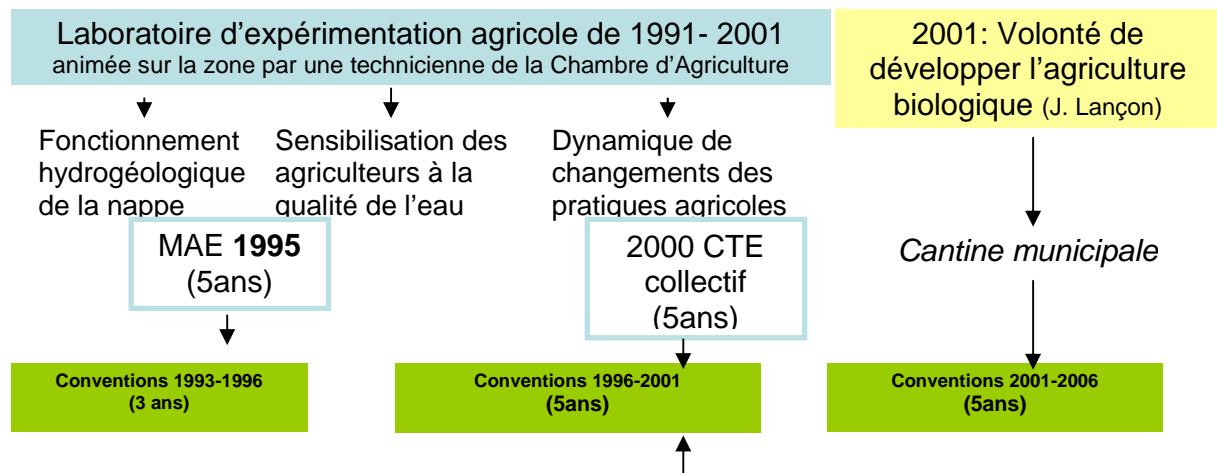 Laboratoire d'expérimentation agricole de 1991- 2001
animée sur la zone par une technicienne de la Chambre d'Agriculture
2001: Volonté de
développer l'agriculture
biologique (J. Lançon)
Fonctionnement
hydrogéologique
de la nappe
Sensibilisation des
agriculteurs à la
qualité de l'eau
Dynamique de
changements des
pratiques agricoles
MAE 1995
(5ans)
2000 CTE
collectif
(5ans)
Cantine municipale
Conventions 1993-1996
(3 ans)
Conventions 1996-2001
(5ans)
Conventions 2001-2006
(5ans)